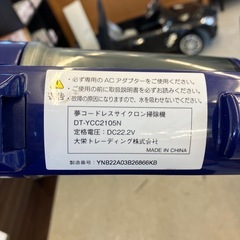 ・必ず専用のACアダプターをご使用ください。
・ご使用の前に取扱説明書を必ずお読みください。
・故障の原因になりますので、水を吸わせないでください。
夢コードレスサイクロン掃除機
DT-YCC2105N
定格電圧：DC22.2V
大栄トレーディング株式会社
MADE IN CHINA
製造番号：YNB22A03B26866KB